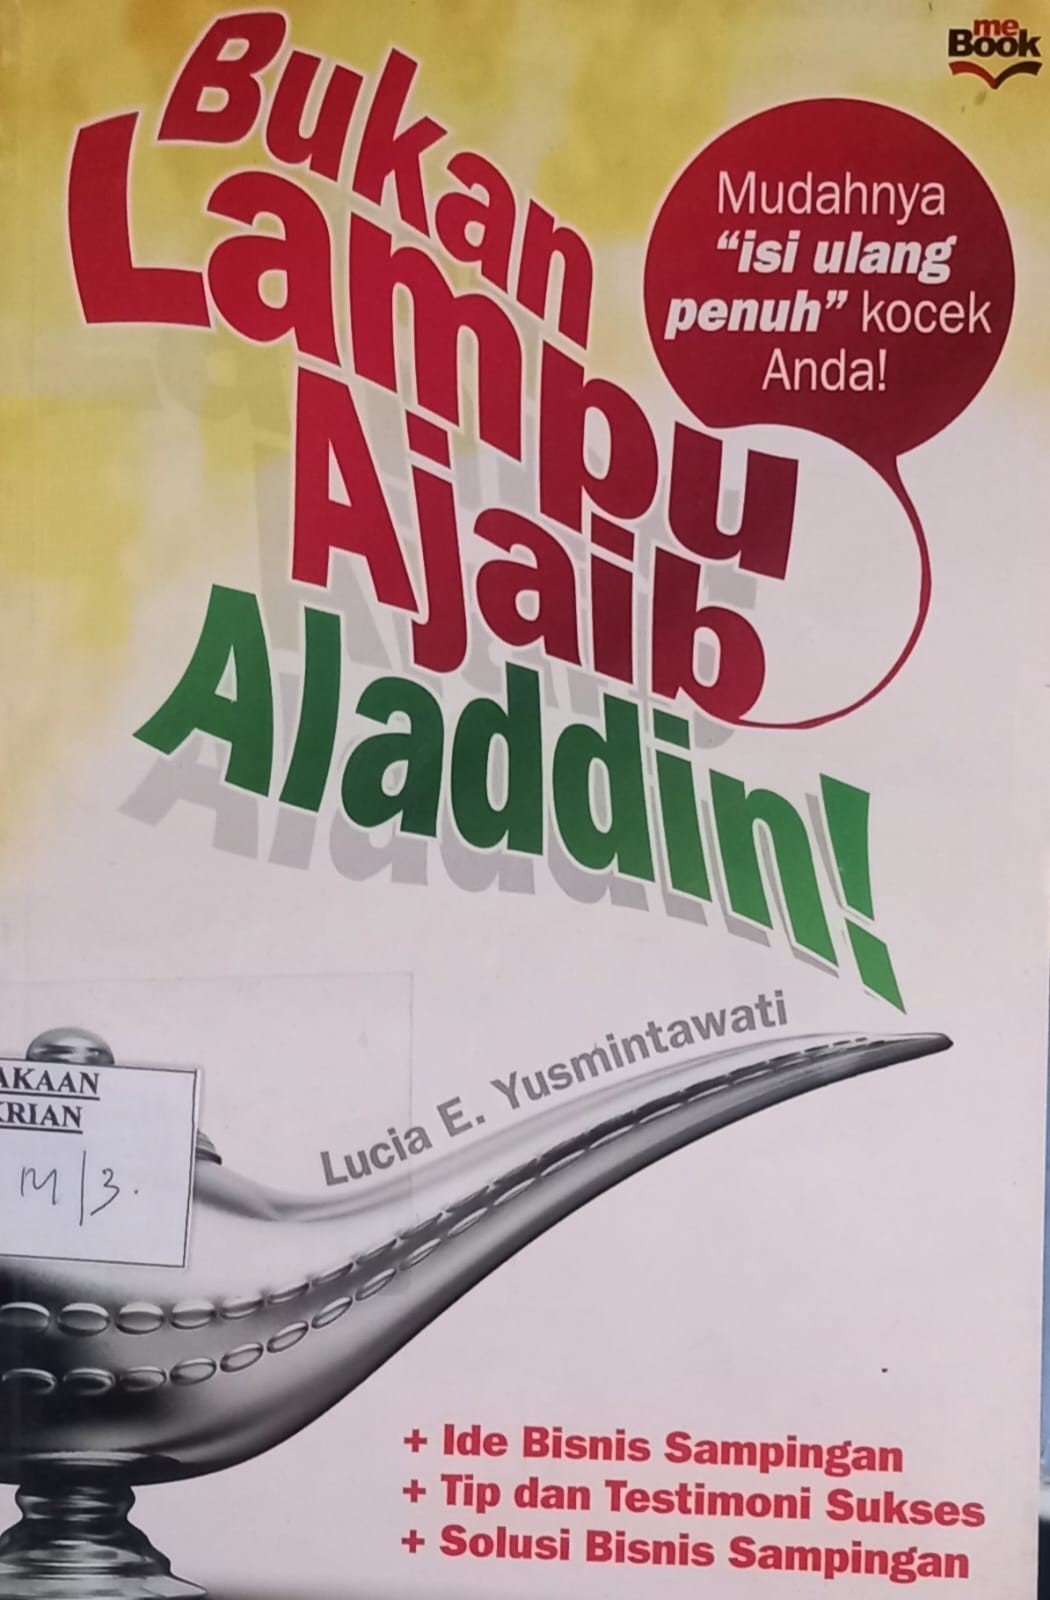 me
Book
Bukan
Lampu
Ajaib
Aladdin!
Mudahnya
“isi ulang
penuh” kocek
Anda!
Lucia E. Yusmintawati
AKAAN
KRIAN
M/3.
+ Ide Bisnis Sampingan
+ Tip dan Testimoni Sukses
+ Solusi Bisnis Sampingan